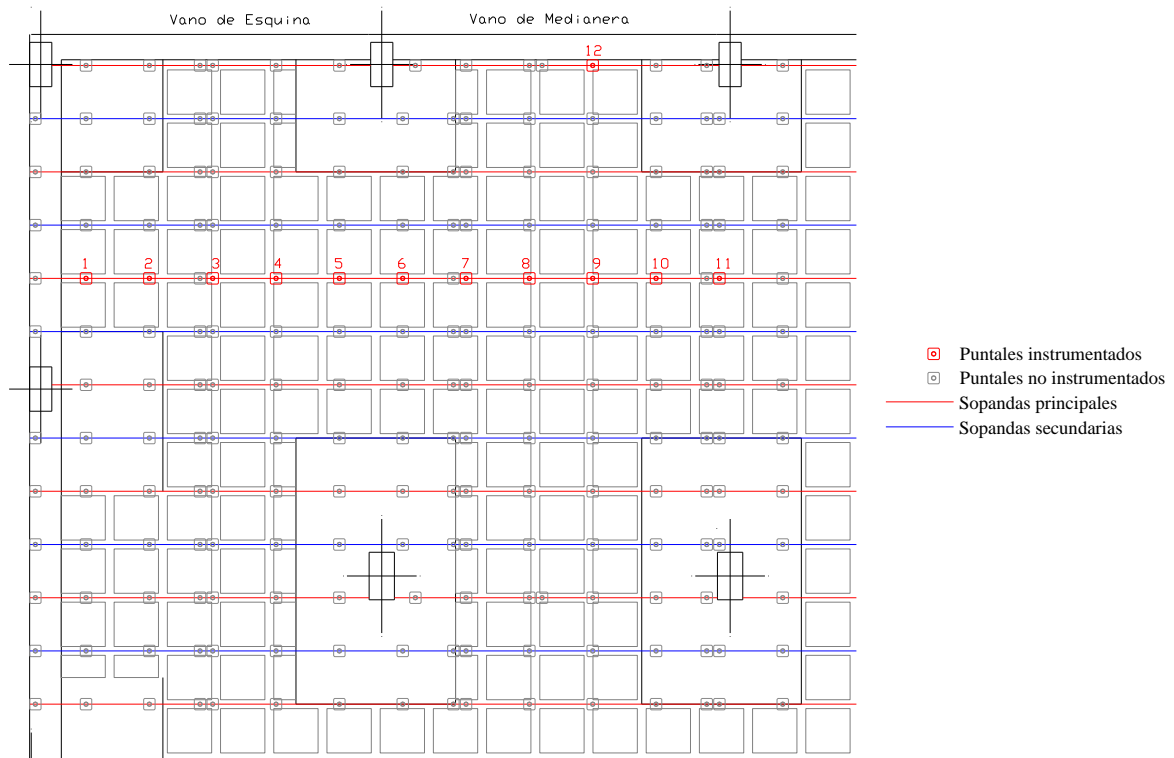 Vano de Esquina
Vano de Medianera
12
1 2 3 4 5 6 7 8 9 10 11
Puntales instrumentados
Puntales no instrumentados
Sopandas principales
Sopandas secundarias